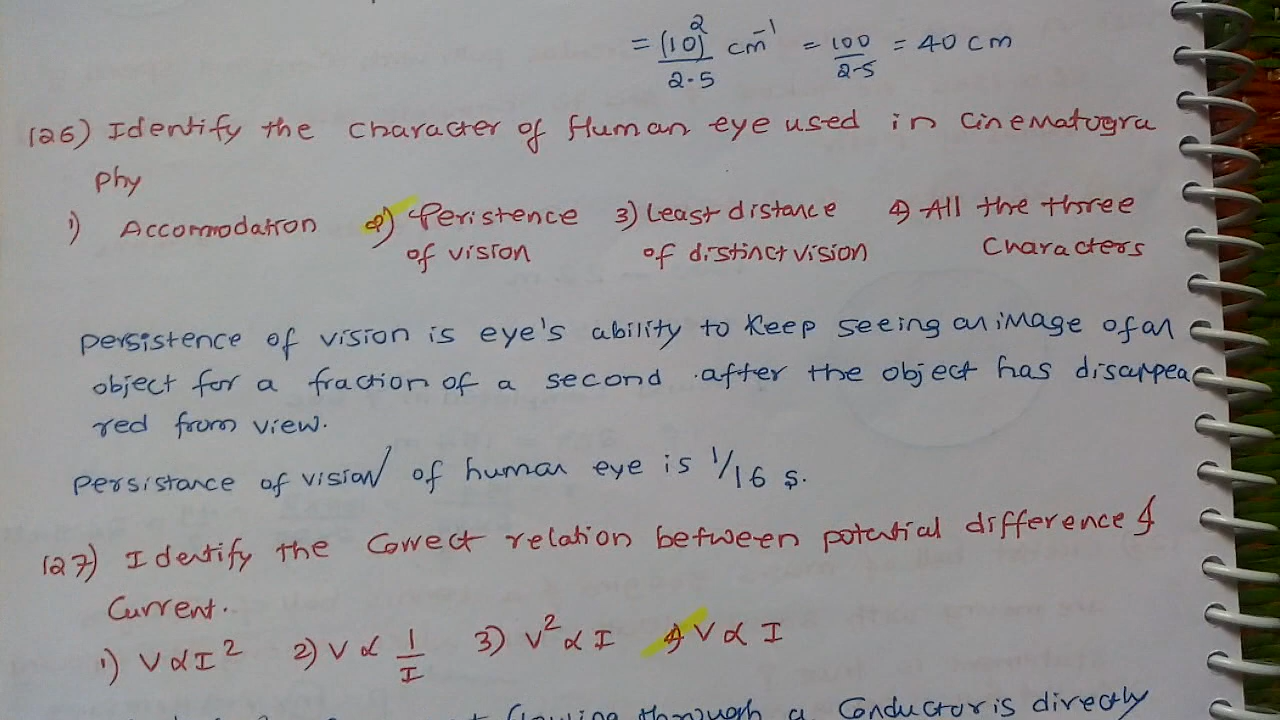 = (10)² / 2.5 cm⁻¹ = 100 / 2.5 = 40 cm
126) Identify the character of Human eye used in Cinematogra
phy
1) Accommodation 2) Peristence 3) Least distance 4) All the three
of vision of distinct vision Characters
persistence of vision is eye's ability to Keep seeing an image of an
object for a fraction of a second after the object has disappea
red from view.
Persistance of vision of human eye is 1/16 s.
127) Identify the Correct relation between potential difference &
Current.
1) V ∝ I² 2) V ∝ 1/I 3) V² ∝ I 4) V ∝ I
flowing through a Conductor is directly